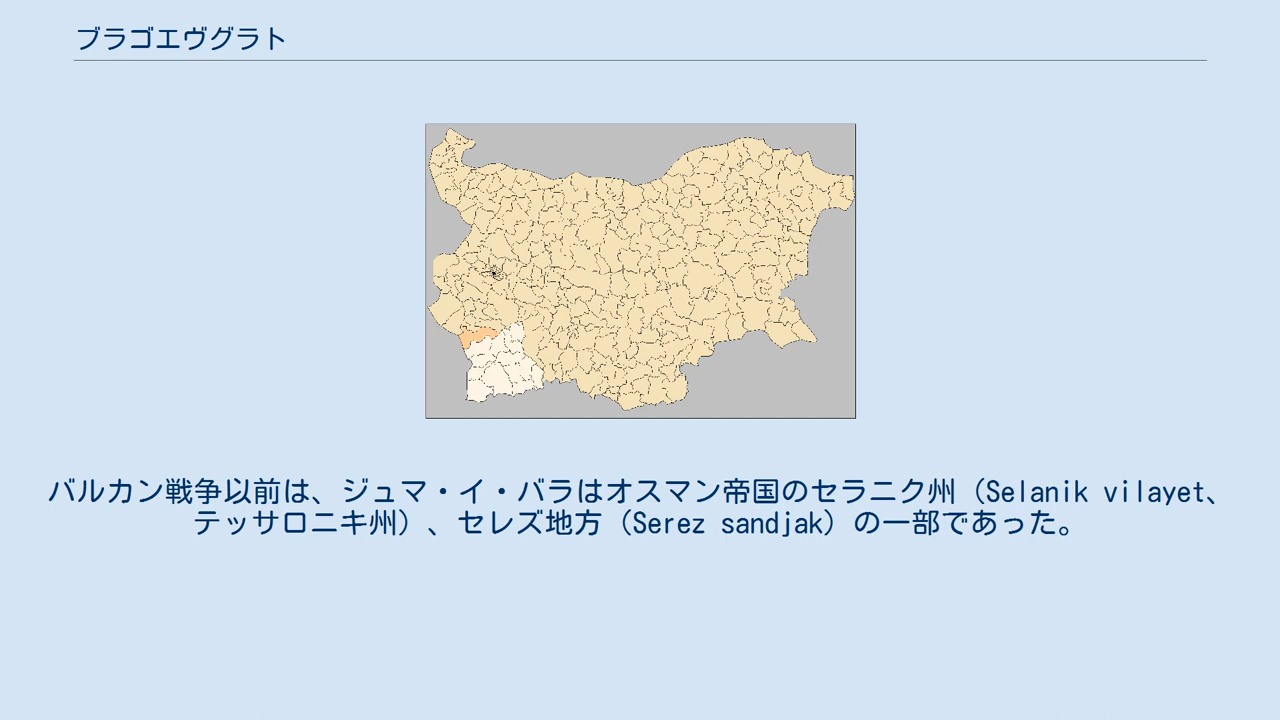 ブラゴエヴグラト
バルカン戦争以前は、ジュマ・イ・バラはオスマン帝国のセラニク州（Selanik vilayet、
テッサロニキ州）、セレズ地方（Serez sandjak）の一部であった。